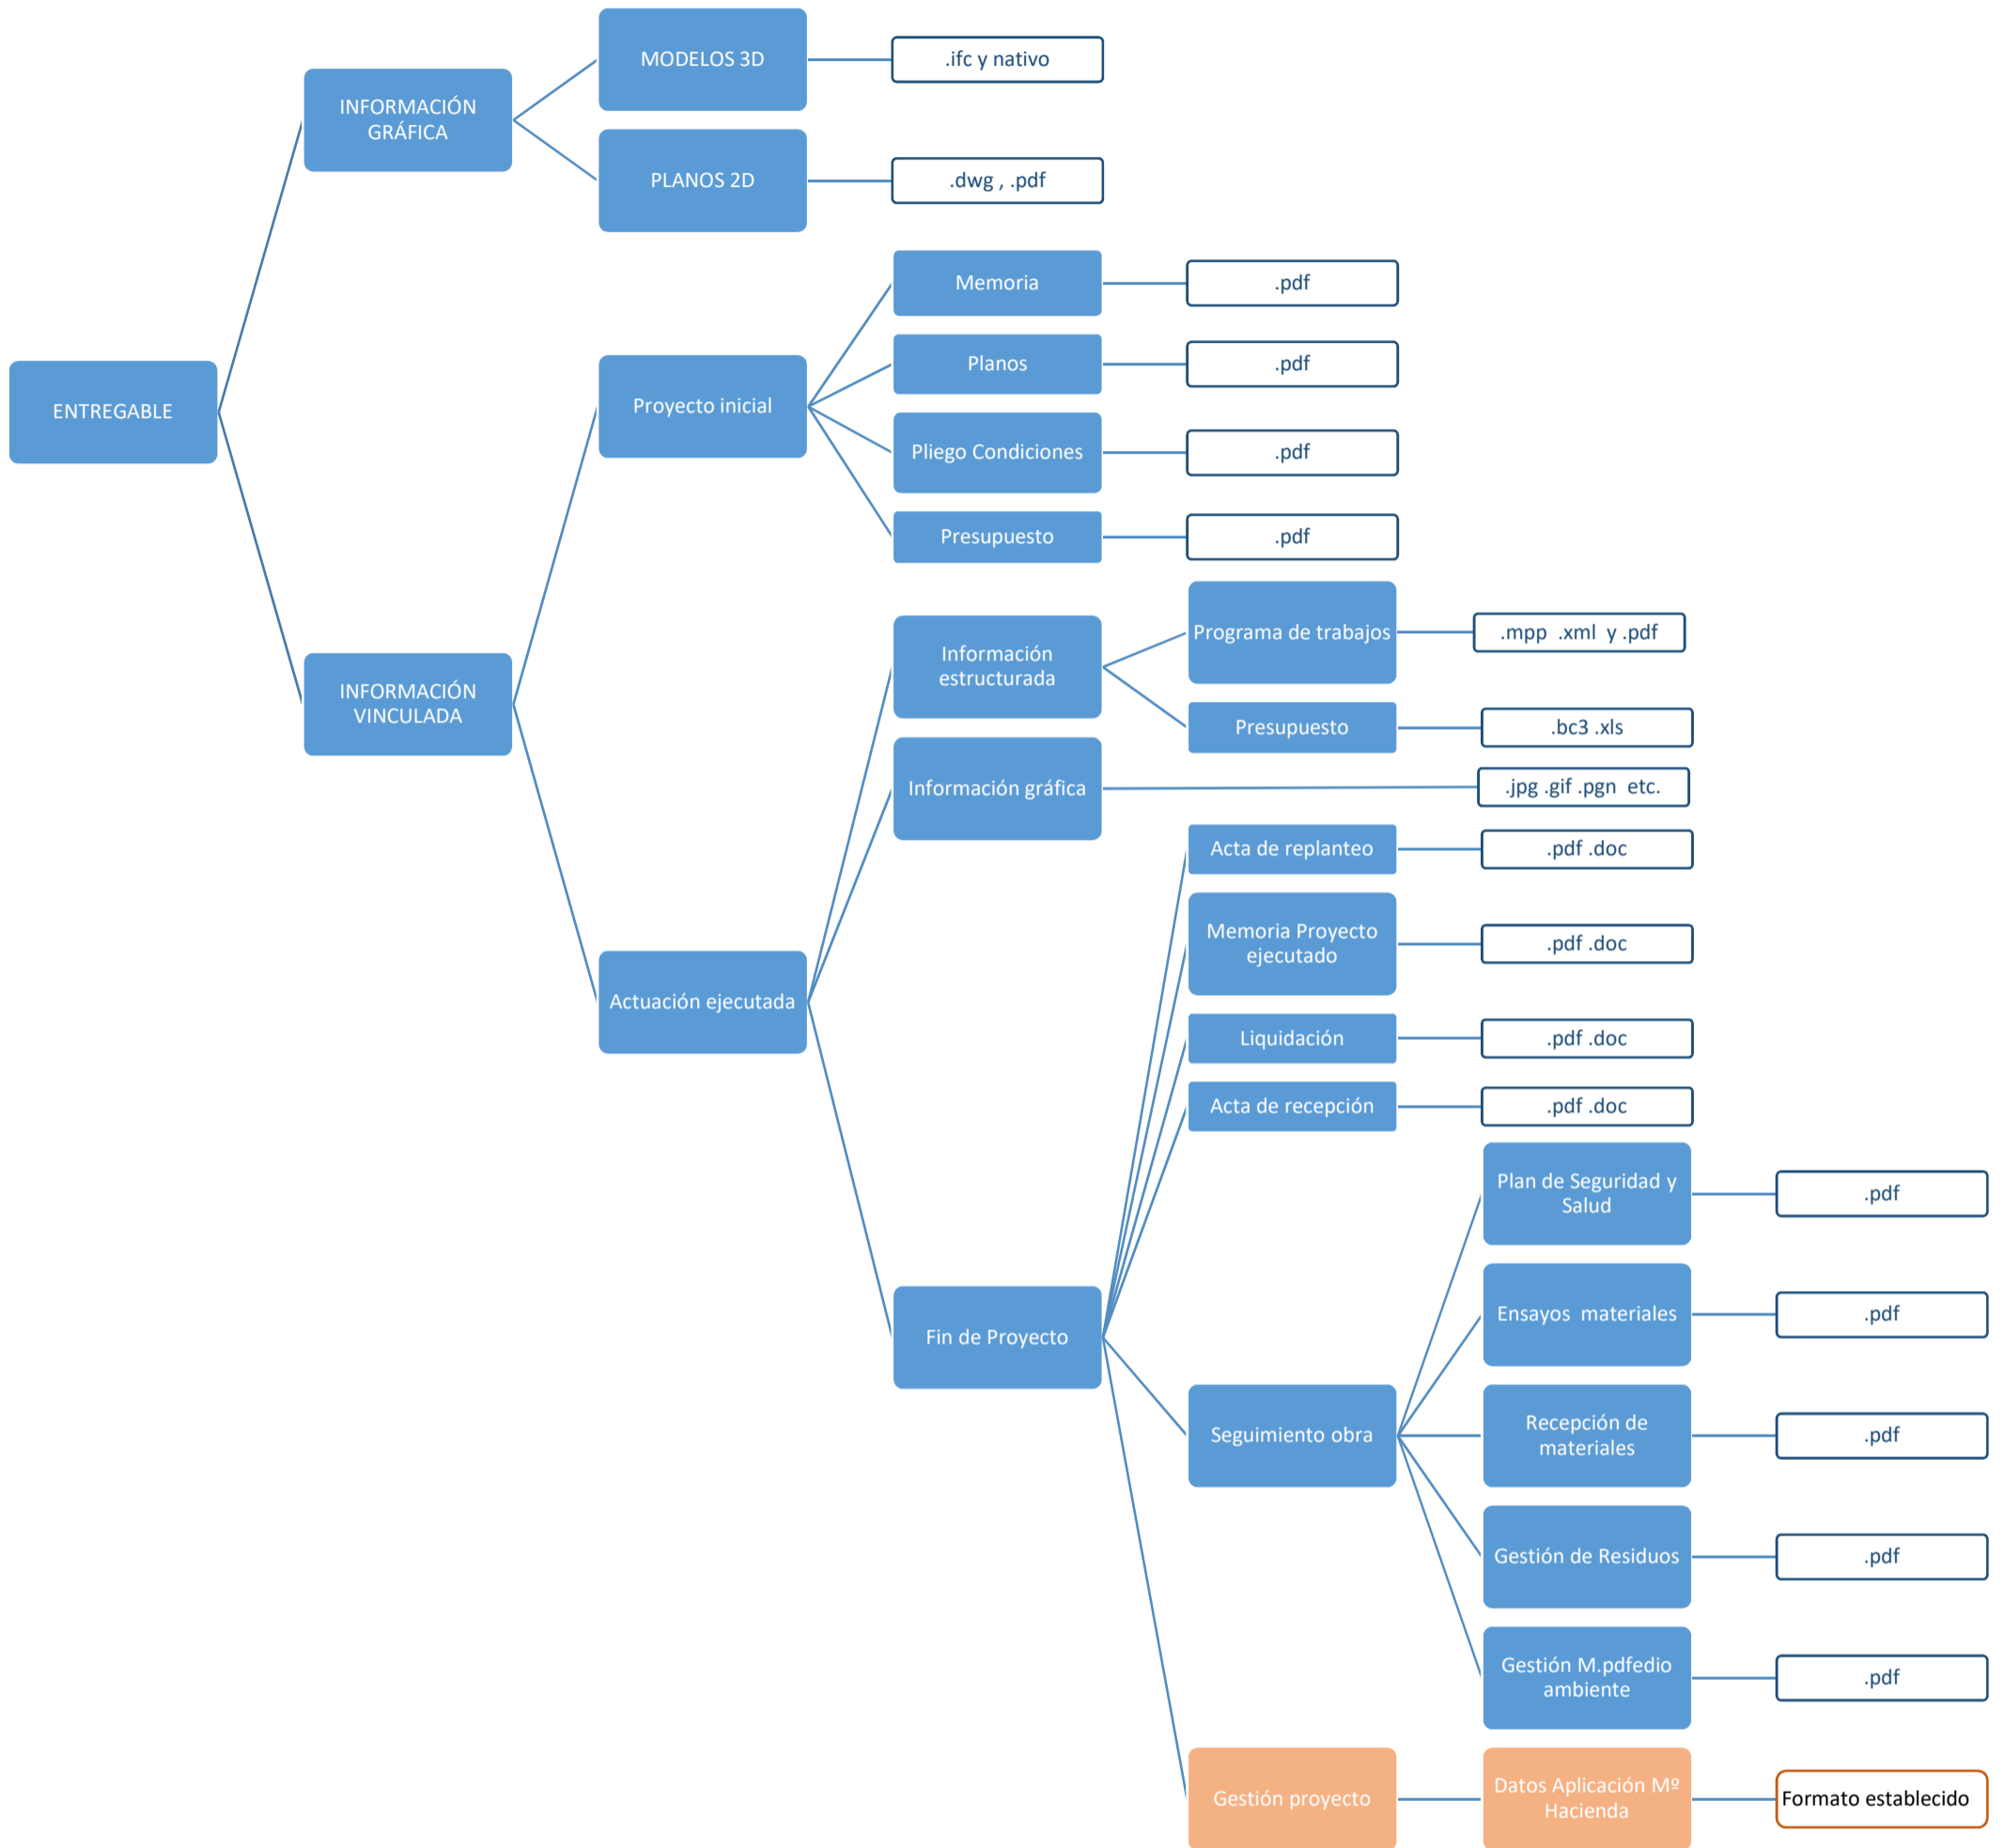 MODELOS 3D
.ifc y nativo
INFORMACIÓN
GRÁFICA
PLANOS 2D
.dwg , .pdf
Memoria
.pdf
Planos
.pdf
ENTREGABLE
Proyecto inicial
Pliego Condiciones
.pdf
Presupuesto
.pdf
Programa de trabajos
.mpp .xml y .pdf
Información
estructurada
INFORMACIÓN
VINCULADA
Presupuesto
.bc3 .xls
Información gráfica
.jpg .gif .pgn etc.
Acta de replanteo
.pdf .doc
Memoria Proyecto
ejecutado
.pdf .doc
Actuación ejecutada
Liquidación
.pdf .doc
Acta de recepción
.pdf .doc
Plan de Seguridad y
Salud
.pdf
Ensayos materiales
.pdf
Fin de Proyecto
Seguimiento obra
Recepción de
materiales
.pdf
Gestión de Residuos
.pdf
Gestión M.pdfedio
ambiente
.pdf
Gestión proyecto
Datos Aplicación Mº
Hacienda
Formato establecido